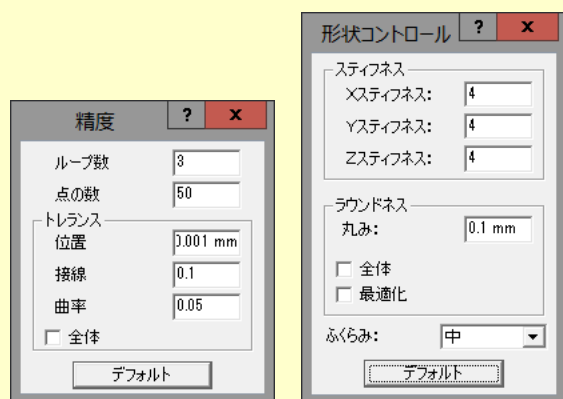 精度 ? x
ループ数 3
点の数 50
トレランス
位置 0.001 mm
接線 0.1
曲率 0.05
全体
デフォルト
形状コントロール ? x
スティフネス
Xスティフネス: 4
Yスティフネス: 4
Zスティフネス: 4
ラウンドネス
丸み: 0.1 mm
全体
最適化
ふくらみ: 中
デフォルト